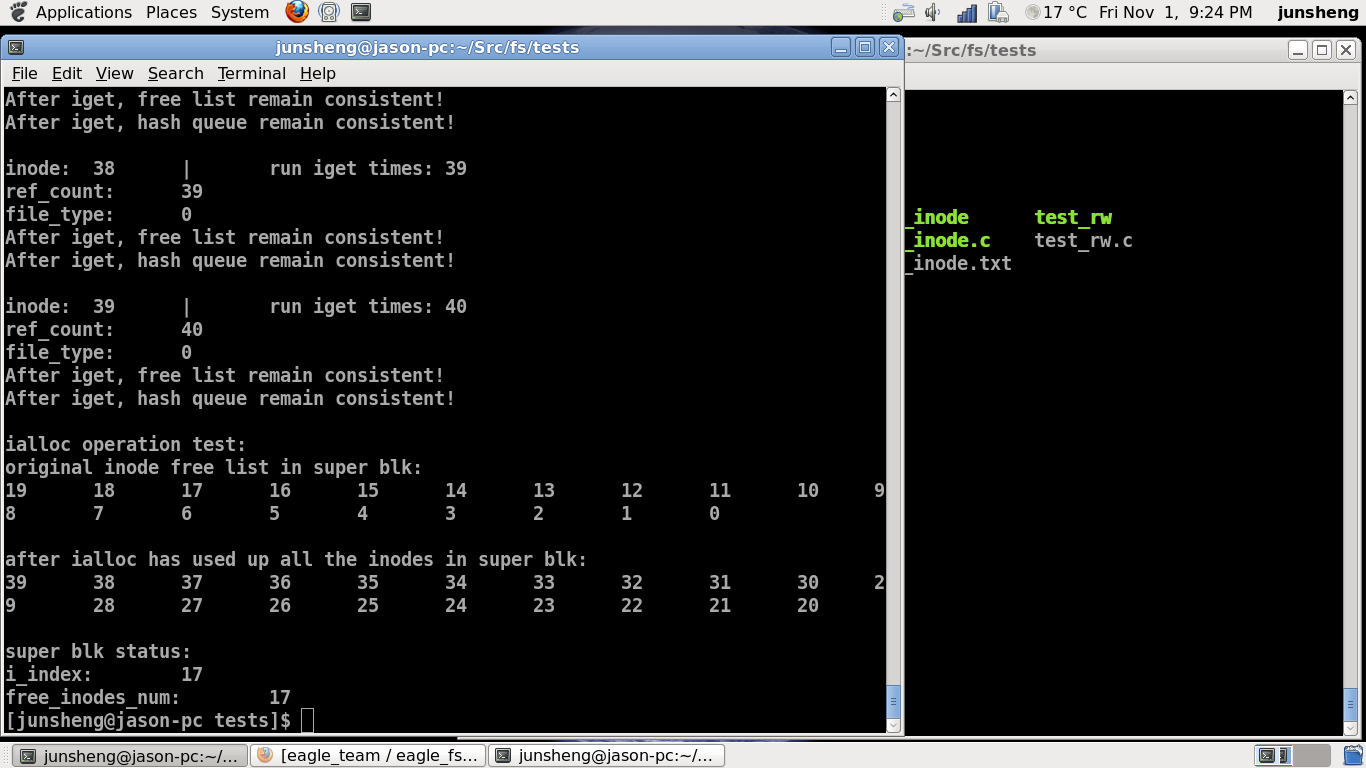 Applications Places System 17 °C Fri Nov 1, 9:24 PM junsheng
junsheng@jason-pc:~/Src/fs/tests
:~/Src/fs/tests
File Edit View Search Terminal Help
After iget, free list remain consistent!
After iget, hash queue remain consistent!
inode: 38 | run iget times: 39
ref_count: 39
file_type: 0
After iget, free list remain consistent!
After iget, hash queue remain consistent!
inode: 39 | run iget times: 40
ref_count: 40
file_type: 0
After iget, free list remain consistent!
After iget, hash queue remain consistent!
ialloc operation test:
original inode free list in super blk:
19 18 17 16 15 14 13 12 11 10 9
8 7 6 5 4 3 2 1 0
after ialloc has used up all the inodes in super blk:
39 38 37 36 35 34 33 32 31 30 2
9 28 27 26 25 24 23 22 21 20
super blk status:
i_index: 17
free_inodes_num: 17
[junsheng@jason-pc tests]$
_inode test_rw
_inode.c test_rw.c
_inode.txt
junsheng@jason-pc:~/... [eagle_team / eagle_fs... junsheng@jason-pc:~/...